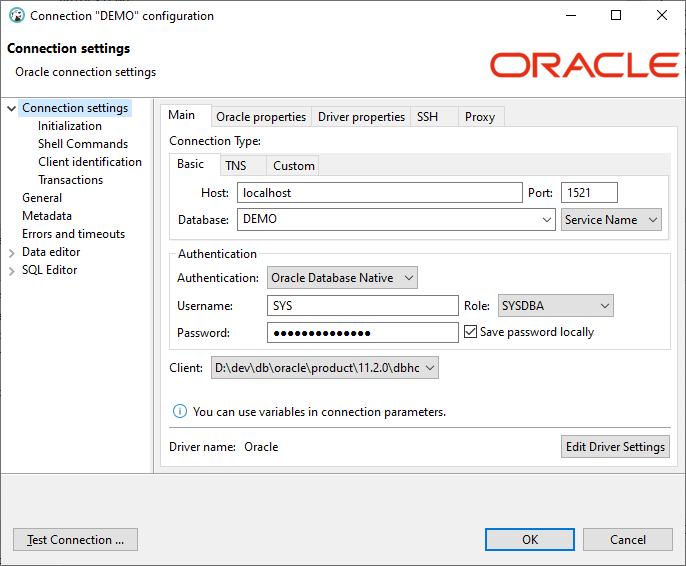 Connection "DEMO" configuration
Connection settings
Oracle connection settings
ORACLE
Connection settings
Initialization
Shell Commands
Client identification
Transactions
General
Metadata
Errors and timeouts
Data editor
SQL Editor
Main Oracle properties Driver properties SSH Proxy
Connection Type:
Basic TNS Custom
Host: localhost Port: 1521
Database: DEMO Service Name
Authentication
Authentication: Oracle Database Native
Username: SYS Role: SYSDBA
Password: ●●●●●●●●●●●●●● Save password locally
Client: D:\dev\db\oracle\product\11.2.0\dbhc
You can use variables in connection parameters.
Driver name: Oracle Edit Driver Settings
Test Connection ... OK Cancel